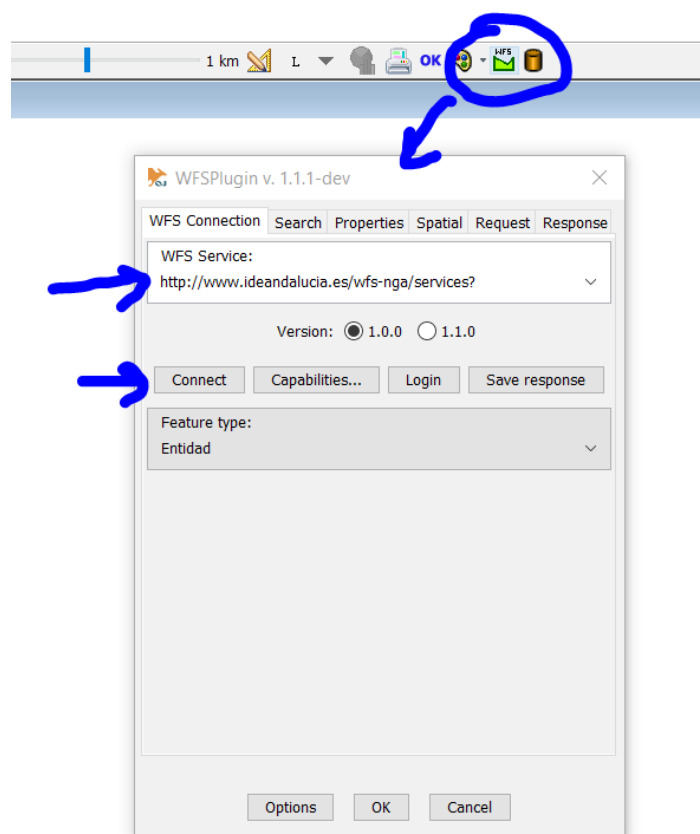 1 km L OK WFS
WFSPlugin v. 1.1.1-dev
WFS Connection Search Properties Spatial Request Response
WFS Service:
http://www.ideandalucia.es/wfs-nga/services?
Version: 1.0.0 1.1.0
Connect Capabilities... Login Save response
Feature type:
Entidad
Options OK Cancel